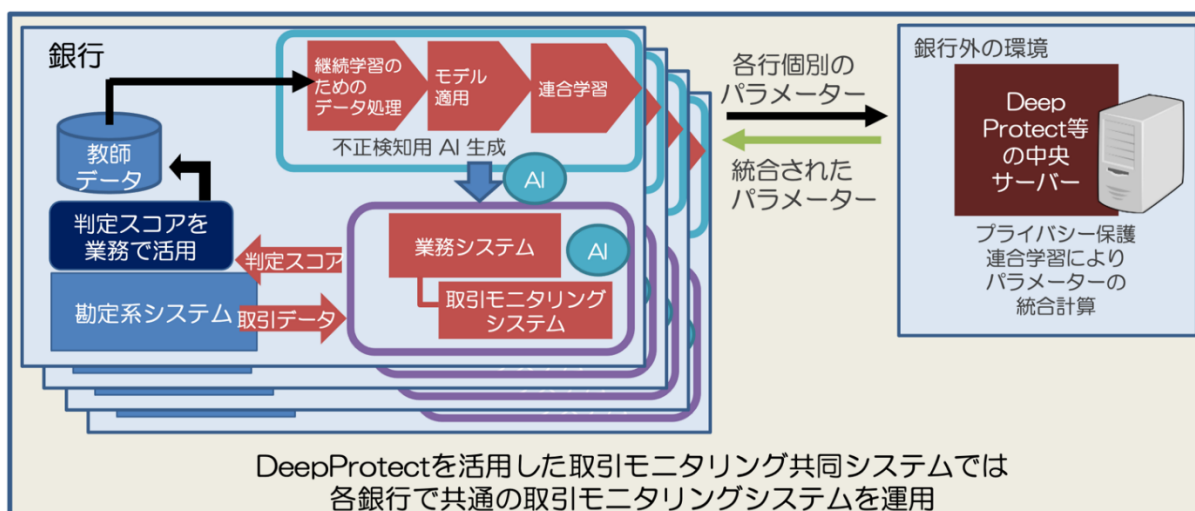 銀行
継続学習の
ための
データ処理
モデル
適用
連合学習
不正検知用 AI 生成
AI
教師
データ
判定スコアを
業務で活用
判定スコア
勘定系システム
取引データ
業務システム
AI
取引モニタリング
システム
各行個別の
パラメーター
統合された
パラメーター
銀行外の環境
Deep
Protect等
の中央
サーバー
プライバシー保護
連合学習により
パラメーターの
統合計算
DeepProtectを活用した取引モニタリング共同システムでは
各銀行で共通の取引モニタリングシステムを運用